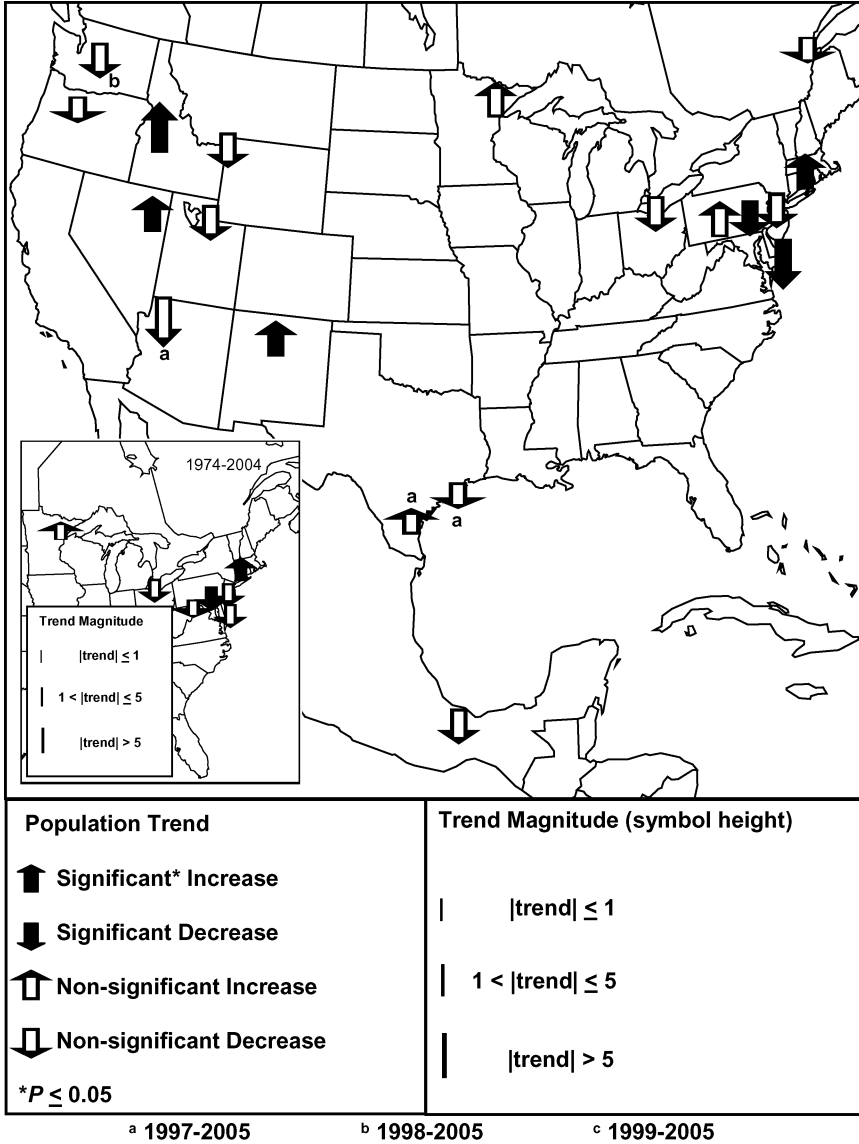 b
a
a
a
1974-2004
Trend Magnitude
|trend| ≤ 1
1 < |trend| ≤ 5
|trend| > 5
Population Trend
Significant* Increase
Significant Decrease
Non-significant Increase
Non-significant Decrease
*P ≤ 0.05
Trend Magnitude (symbol height)
|trend| ≤ 1
1 < |trend| ≤ 5
|trend| > 5
a 1997-2005 b 1998-2005 c 1999-2005